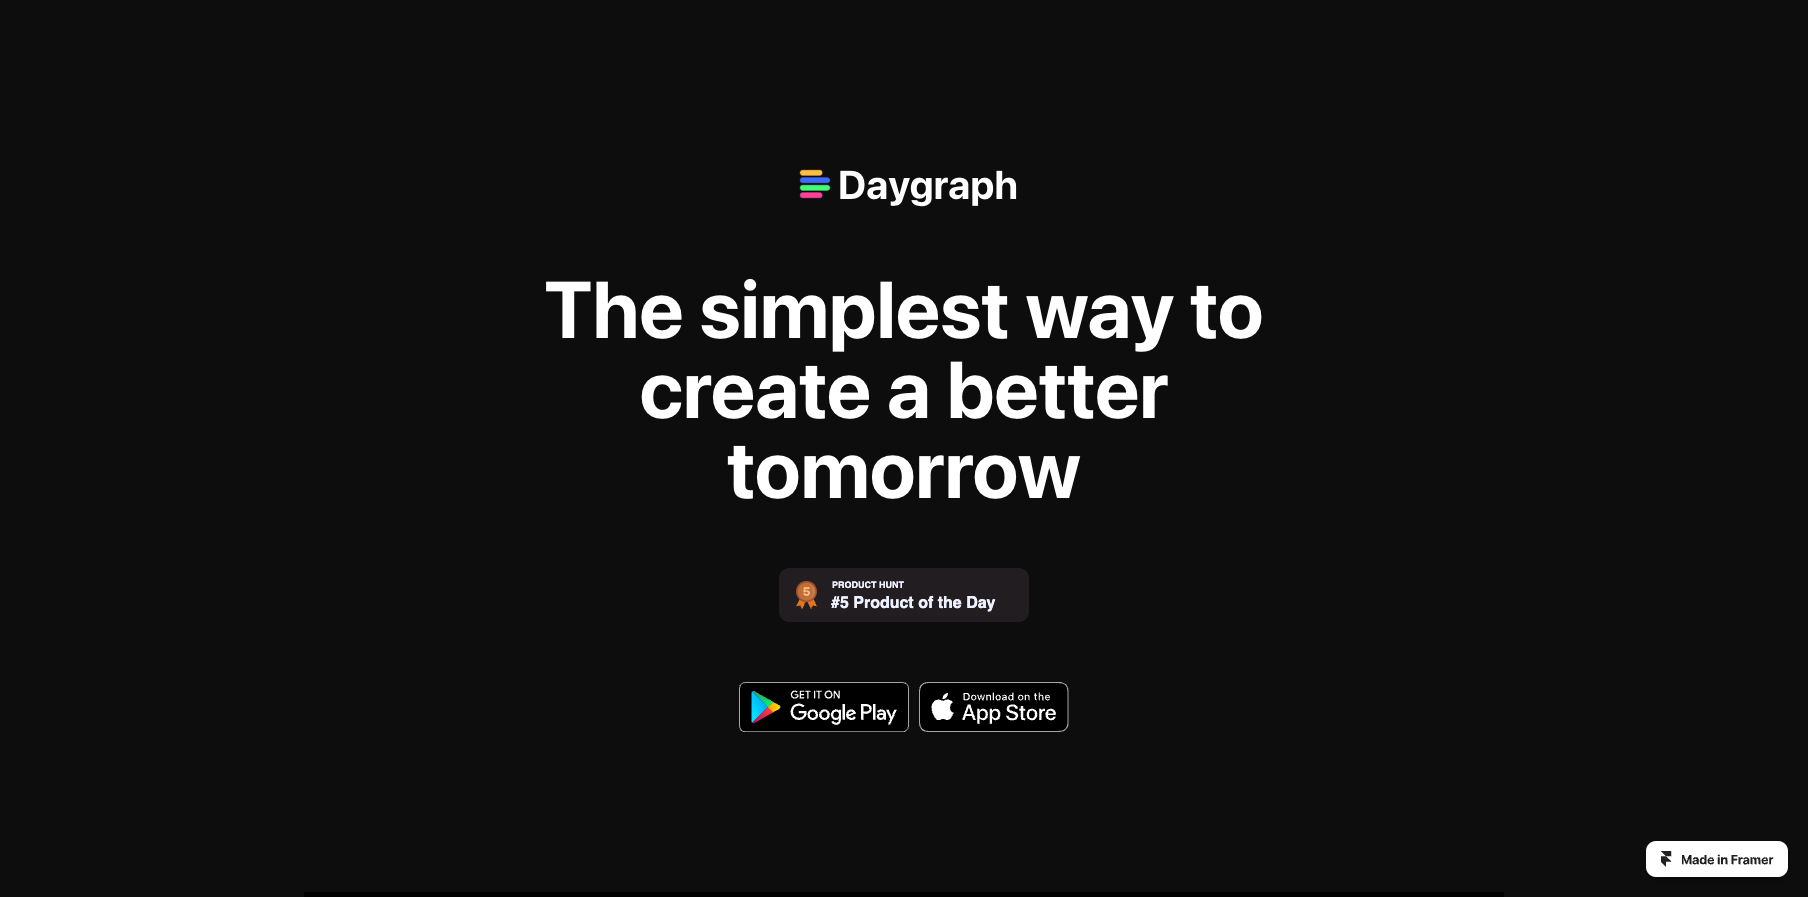 Daygraph
The simplest way to
create a better
tomorrow
5
PRODUCT HUNT
#5 Product of the Day
GET IT ON
Google Play
Download on the
App Store
Made in Framer